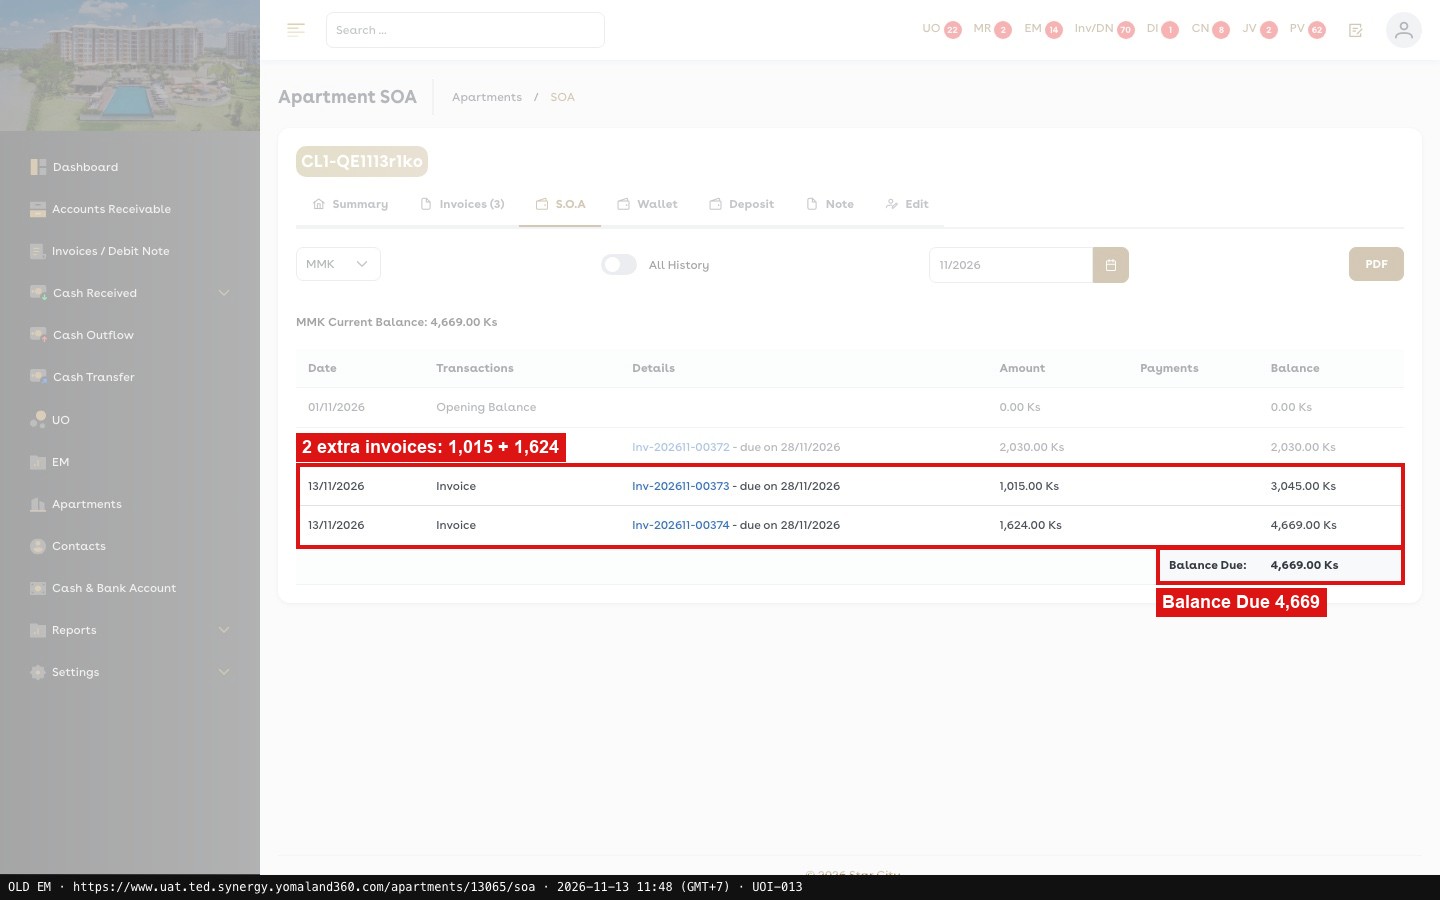 Search ...
UO 22 MR 2 EM 14 Inv/DN 70 DI 1 CN 8 JV 2 PV 62
Apartment SOA
Apartments / SOA
CL1-QE1113r1ko
Dashboard
Accounts Receivable
Invoices / Debit Note
Cash Received
Cash Outflow
Cash Transfer
UO
EM
Apartments
Contacts
Cash & Bank Account
Reports
Settings
Summary Invoices (3) S.O.A Wallet Deposit Note Edit
MMK All History 11/2026 PDF
MMK Current Balance: 4,669.00 Ks
Date Transactions Details Amount Payments Balance
01/11/2026 Opening Balance 0.00 Ks 0.00 Ks
2 extra invoices: 1,015 + 1,624 Inv-202611-00372 - due on 28/11/2026 2,030.00 Ks 2,030.00 Ks
13/11/2026 Invoice Inv-202611-00373 - due on 28/11/2026 1,015.00 Ks 3,045.00 Ks
13/11/2026 Invoice Inv-202611-00374 - due on 28/11/2026 1,624.00 Ks 4,669.00 Ks
Balance Due: 4,669.00 Ks
Balance Due 4,669
© 2026 Star City
OLD EM · https://www.uat.ted.synergy.yomaland360.com/apartments/13065/soa · 2026-11-13 11:48 (GMT+7) · UOI-013